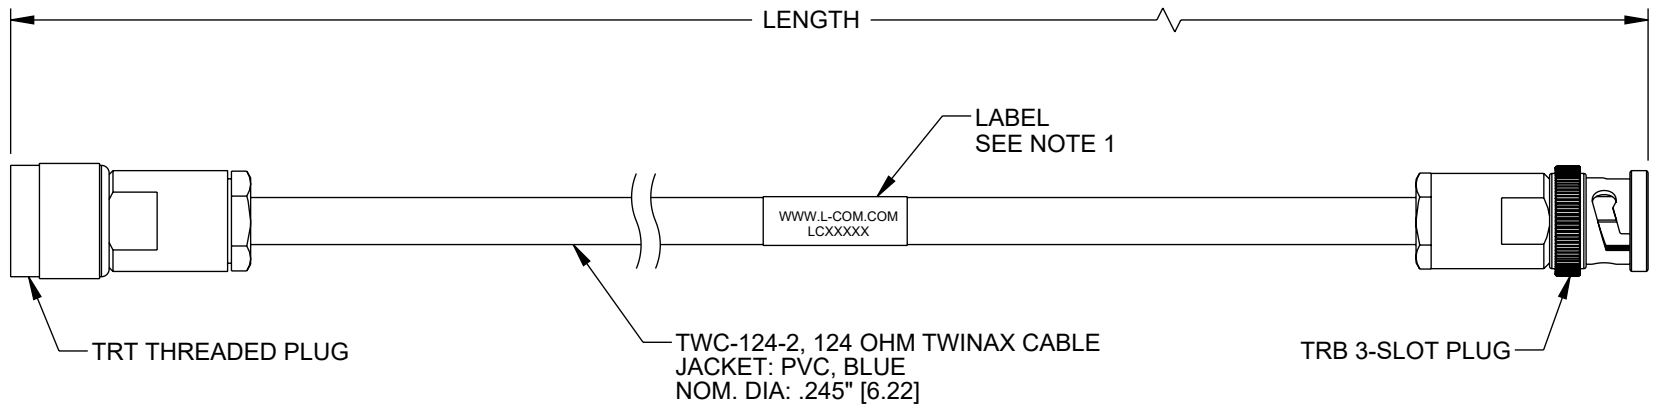 LENGTH
LABEL
SEE NOTE 1
WWW.L-COM.COM
LCXXXXX
TRT THREADED PLUG
TWC-124-2, 124 OHM TWINAX CABLE
JACKET: PVC, BLUE
NOM. DIA: .245" [6.22]
TRB 3-SLOT PLUG